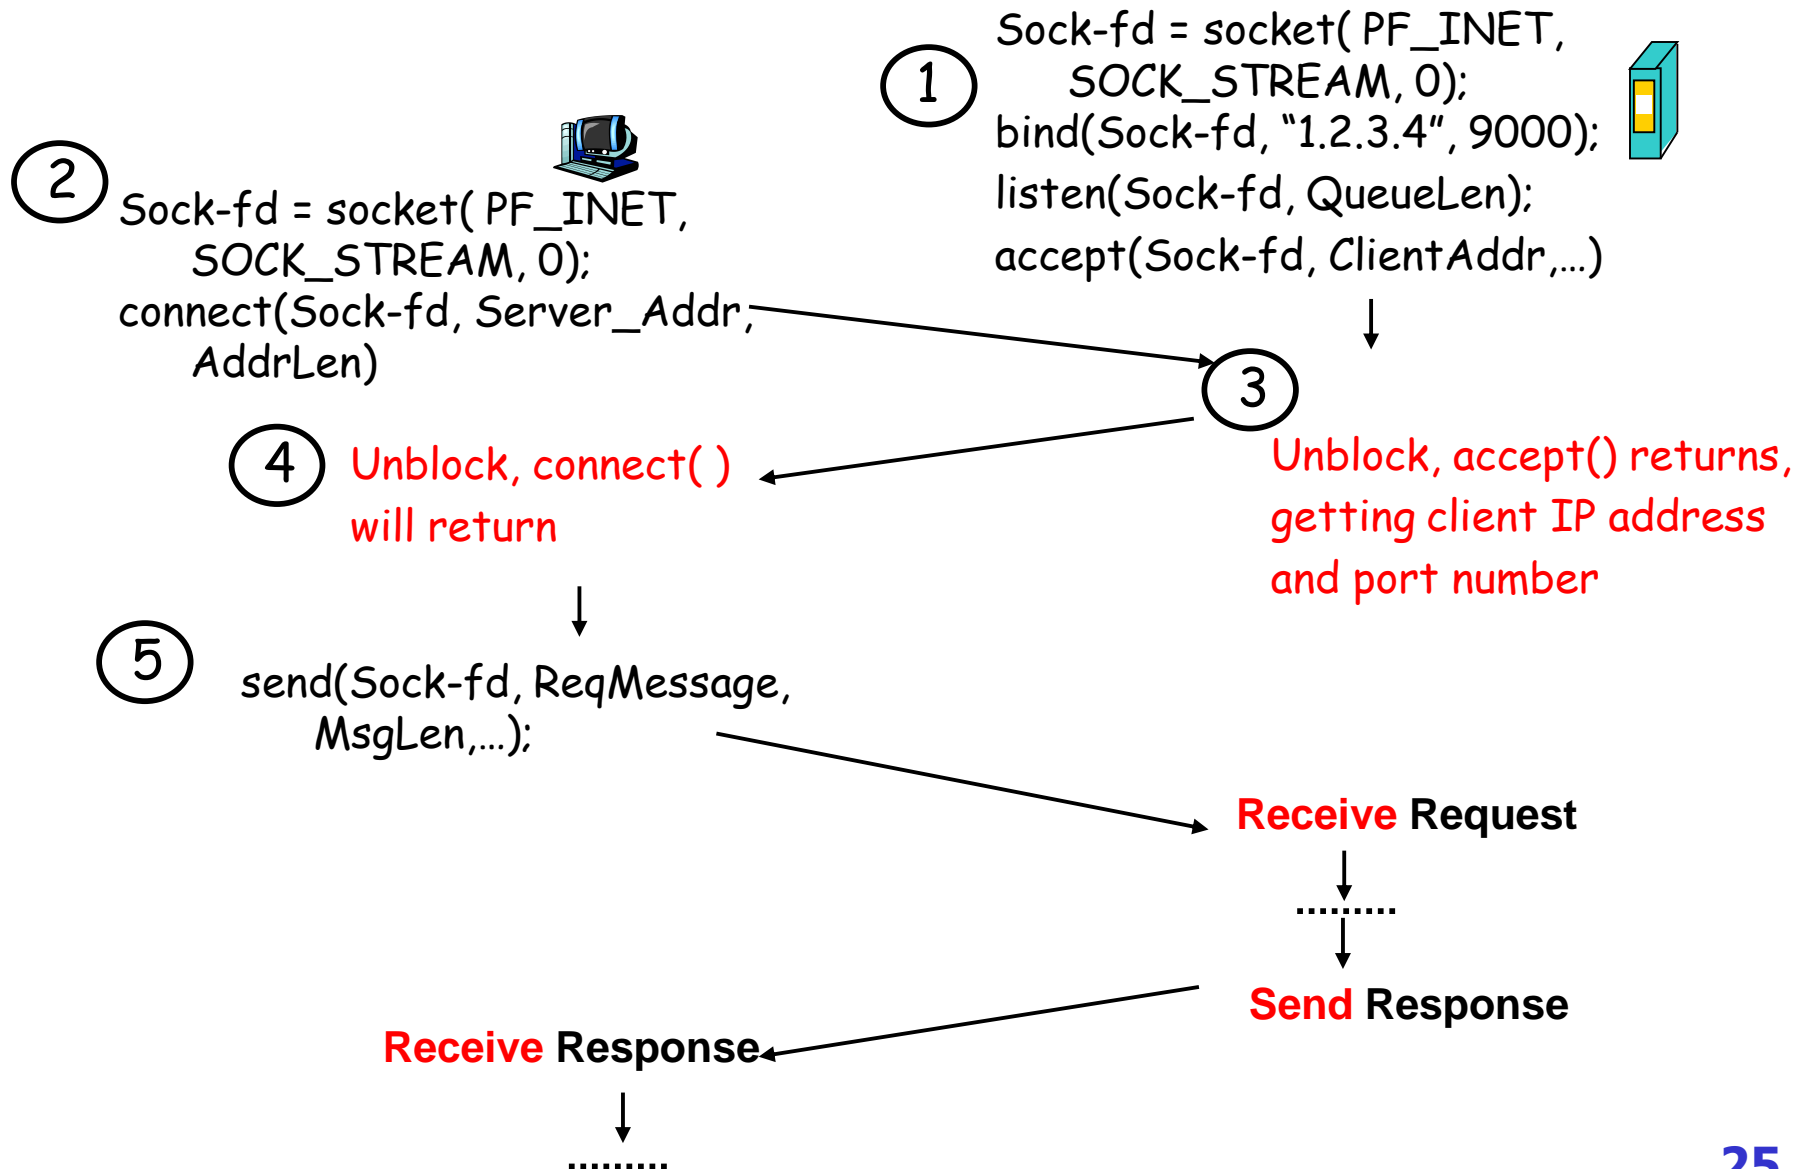 1
Sock-fd = socket( PF_INET,
SOCK_STREAM, 0);
bind(Sock-fd, “1.2.3.4”, 9000);
listen(Sock-fd, QueueLen);
accept(Sock-fd, ClientAddr,…)
2
Sock-fd = socket( PF_INET,
SOCK_STREAM, 0);
connect(Sock-fd, Server_Addr,
AddrLen)
3
Unblock, accept() returns,
getting client IP address
and port number
4
Unblock, connect( )
will return
5
send(Sock-fd, ReqMessage,
MsgLen,…);
Receive Request
………
Send Response
Receive Response
………
25